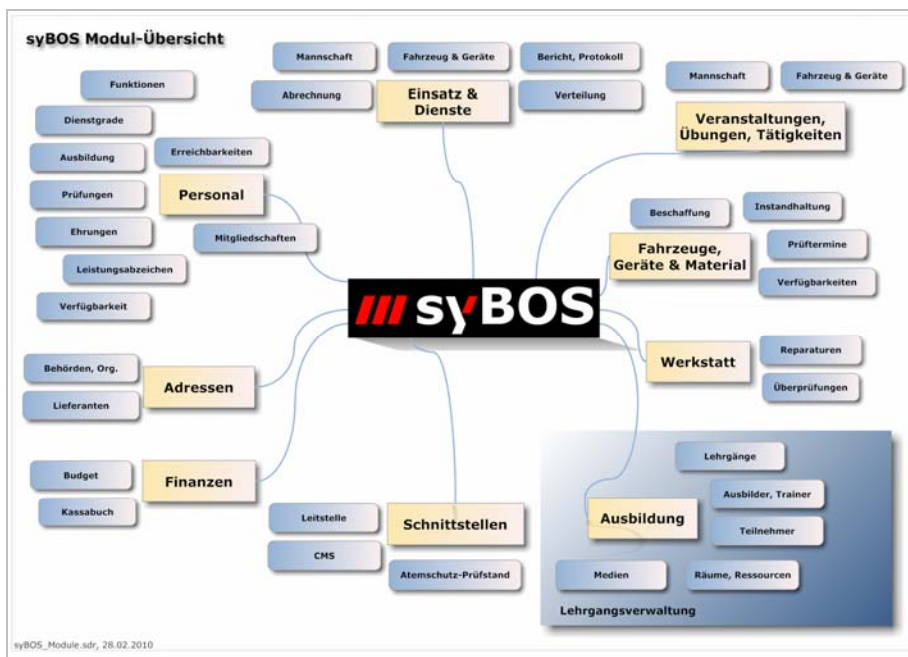 syBOS Modul-Übersicht
Funktionen
Dienstgrade
Ausbildung
Erreichbarkeiten
Prüfungen
Personal
Ehrungen
Mitgliedschaften
Leistungsabzeichen
Verfügbarkeit
Mannschaft
Fahrzeug & Geräte
Bericht, Protokoll
Abrechnung
Einsatz &
Dienste
Verteilung
Mannschaft
Fahrzeug & Geräte
Veranstaltungen,
Übungen, Tätigkeiten
Beschaffung
Instandhaltung
Fahrzeuge,
Geräte & Material
Prüftermine
Verfügbarkeiten
syBOS
Werkstatt
Reparaturen
Überprüfungen
Behörden, Org.
Adressen
Lieferanten
Budget
Finanzen
Kassabuch
Leitstelle
Schnittstellen
CMS
Atemschutz-Prüfstand
Lehrgänge
Ausbilder, Trainer
Ausbildung
Teilnehmer
Medien
Räume, Ressourcen
Lehrgangsverwaltung
syBOS_Module.sdr, 28.02.2010